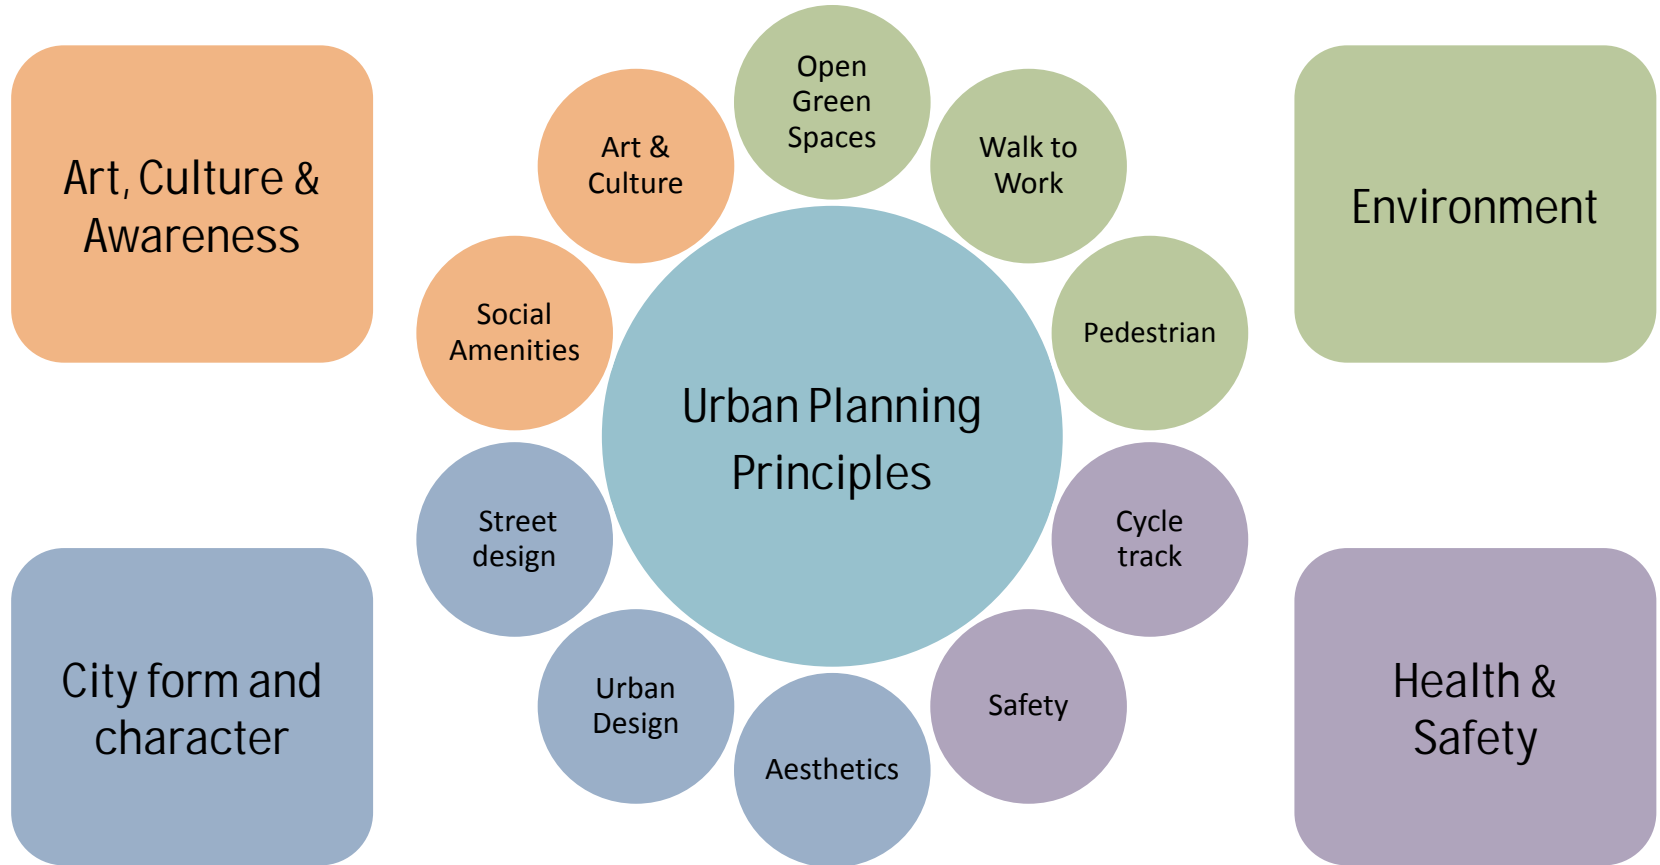 Art, Culture &
Awareness
City form and
character
Open
Green
Spaces
Walk to
Work
Pedestrian
Cycle
track
Safety
Aesthetics
Urban
Design
Street
design
Social
Amenities
Art &
Culture
Urban Planning
Principles
Environment
Health &
Safety